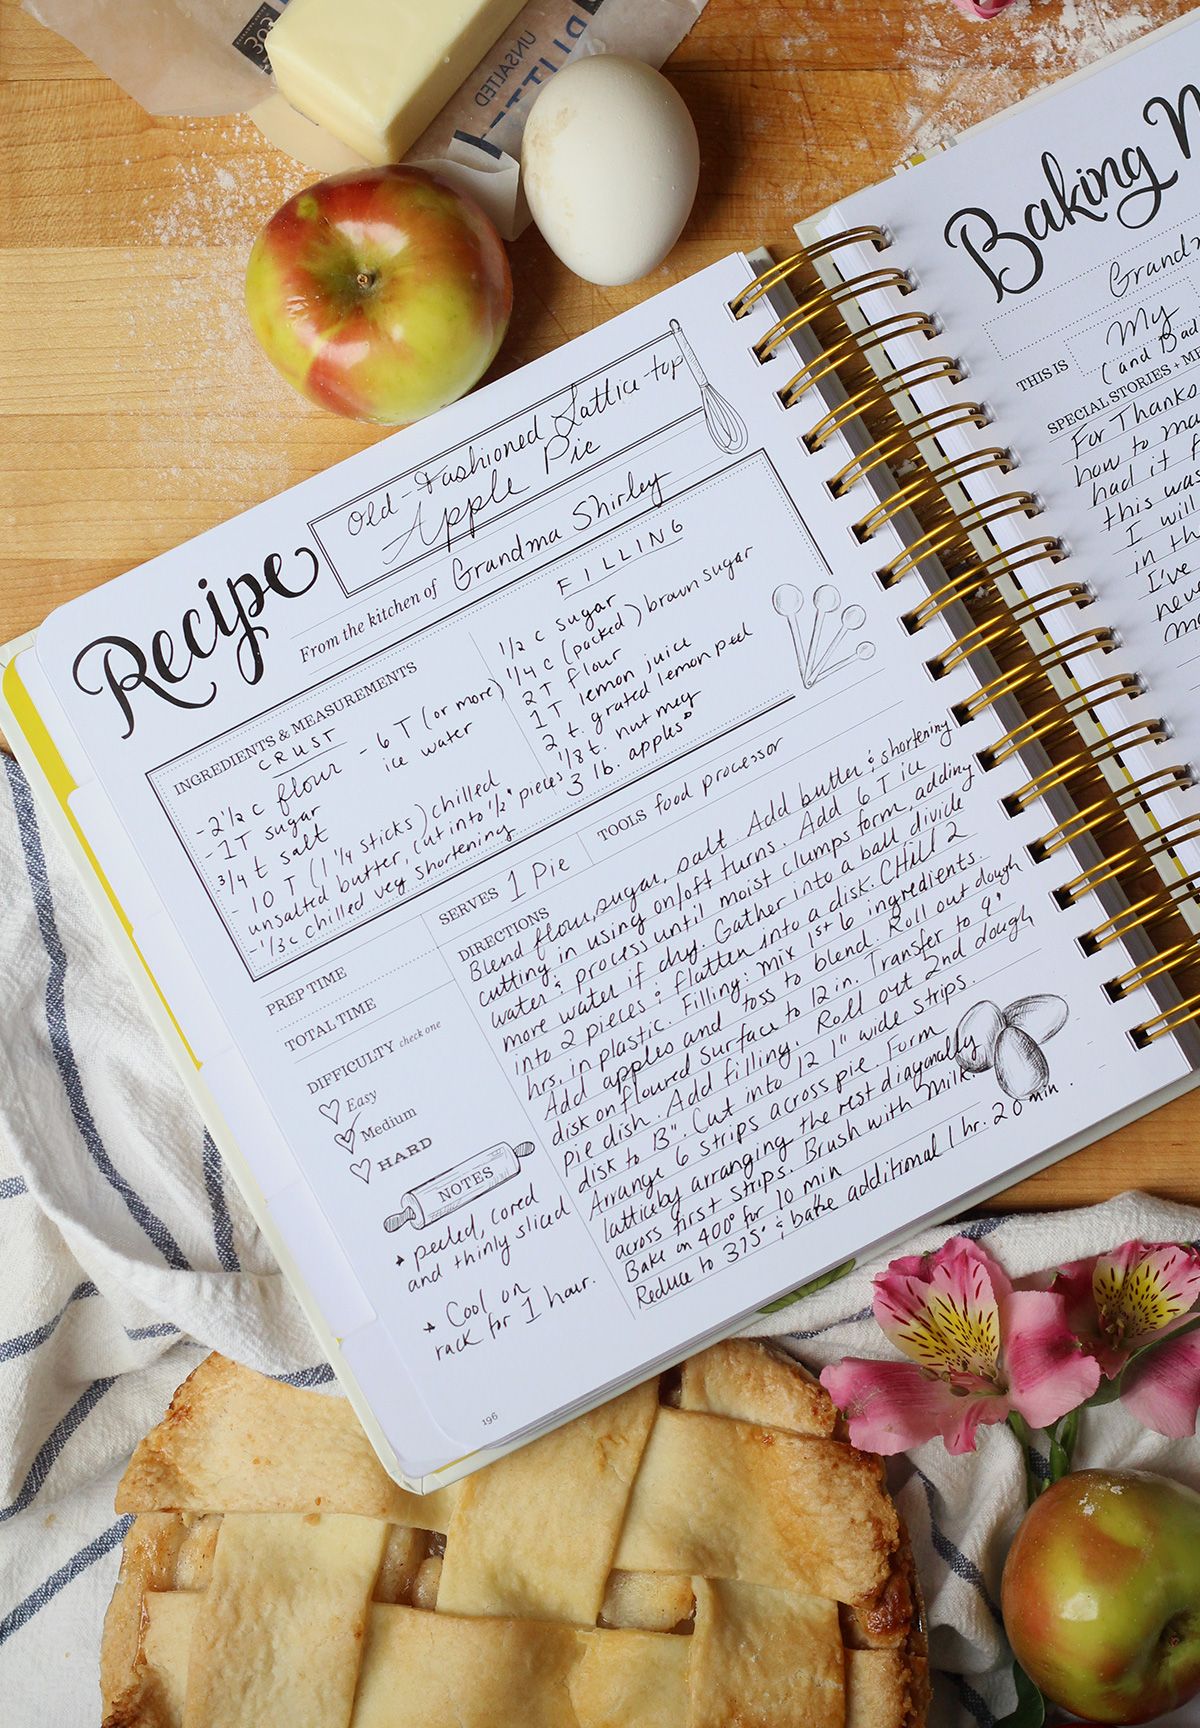 Recipe
Old-Fashioned Lattice-top
Apple Pie
From the kitchen of Grandma Shirley
INGREDIENTS & MEASUREMENTS
CRUST
- 2 1/2 c flour
- 1 T sugar
3/4 t salt
- 10 T (1 1/4 sticks) chilled
unsalted butter, (cut into 1/2" pieces
- 1/3 c chilled veg. shortening
- 6 T (or more)
ice water
FILLING
1/2 c sugar
1/4 c (packed) brown sugar
2 T flour
1 T lemon juice
2 t grated lemon peel
1/8 t. nutmeg
3 lb. apples
PREP TIME
TOTAL TIME
DIFFICULTY check one
Easy
Medium
HARD
SERVES 1 Pie
TOOLS food processor
DIRECTIONS
Blend flour, sugar, salt. Add butter & shortening
cutting in using on/off turns. Add 6 T ice
water & process until moist clumps form, adding
more water if dry. Gather into a ball, divide
into 2 pieces & flatten into a disk. CHill 2
hrs. in plastic. Filling: mix 1st 6 ingredients.
Add apples and toss to blend. Roll out dough
disk on floured surface to 12 in. Transfer to 9"
Pie dish. Add filling. Roll out 2nd dough
disk to 13". Cut into 12 1" wide strips.
Arrange 6 strips across pie. Form
lattice by arranging the rest diagonally
across first strips. Brush with milk
Bake on 400° for 10 min
Reduce to 375° & bake additional 1 hr. 20 min.
NOTES
peeled, cored
and thinly sliced
Cool on
rack for 1 hour.
196
Baking
THIS IS
Grand
My
(and
SPECIAL STORIES
For Thanks
how to ma
had it
this was
I will
in th
I've
UNSALTED